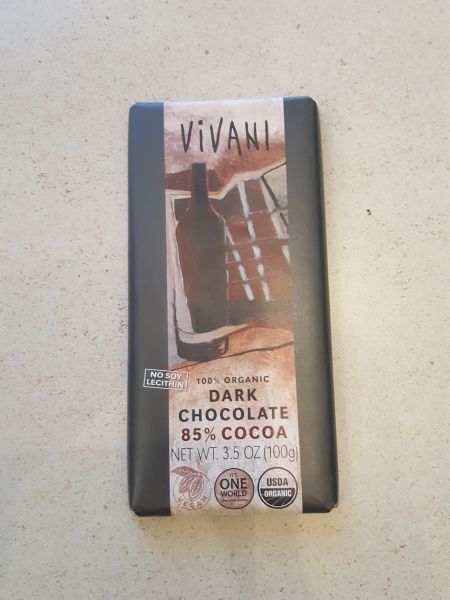 ViVANI
NO SOY
LECITHIN
100% ORGANIC
DARK
CHOCOLATE
85% COCOA
NET WT. 3.5 OZ (100g)
VEGAN
IT'S
ONE
WORLD
USDA
ORGANIC